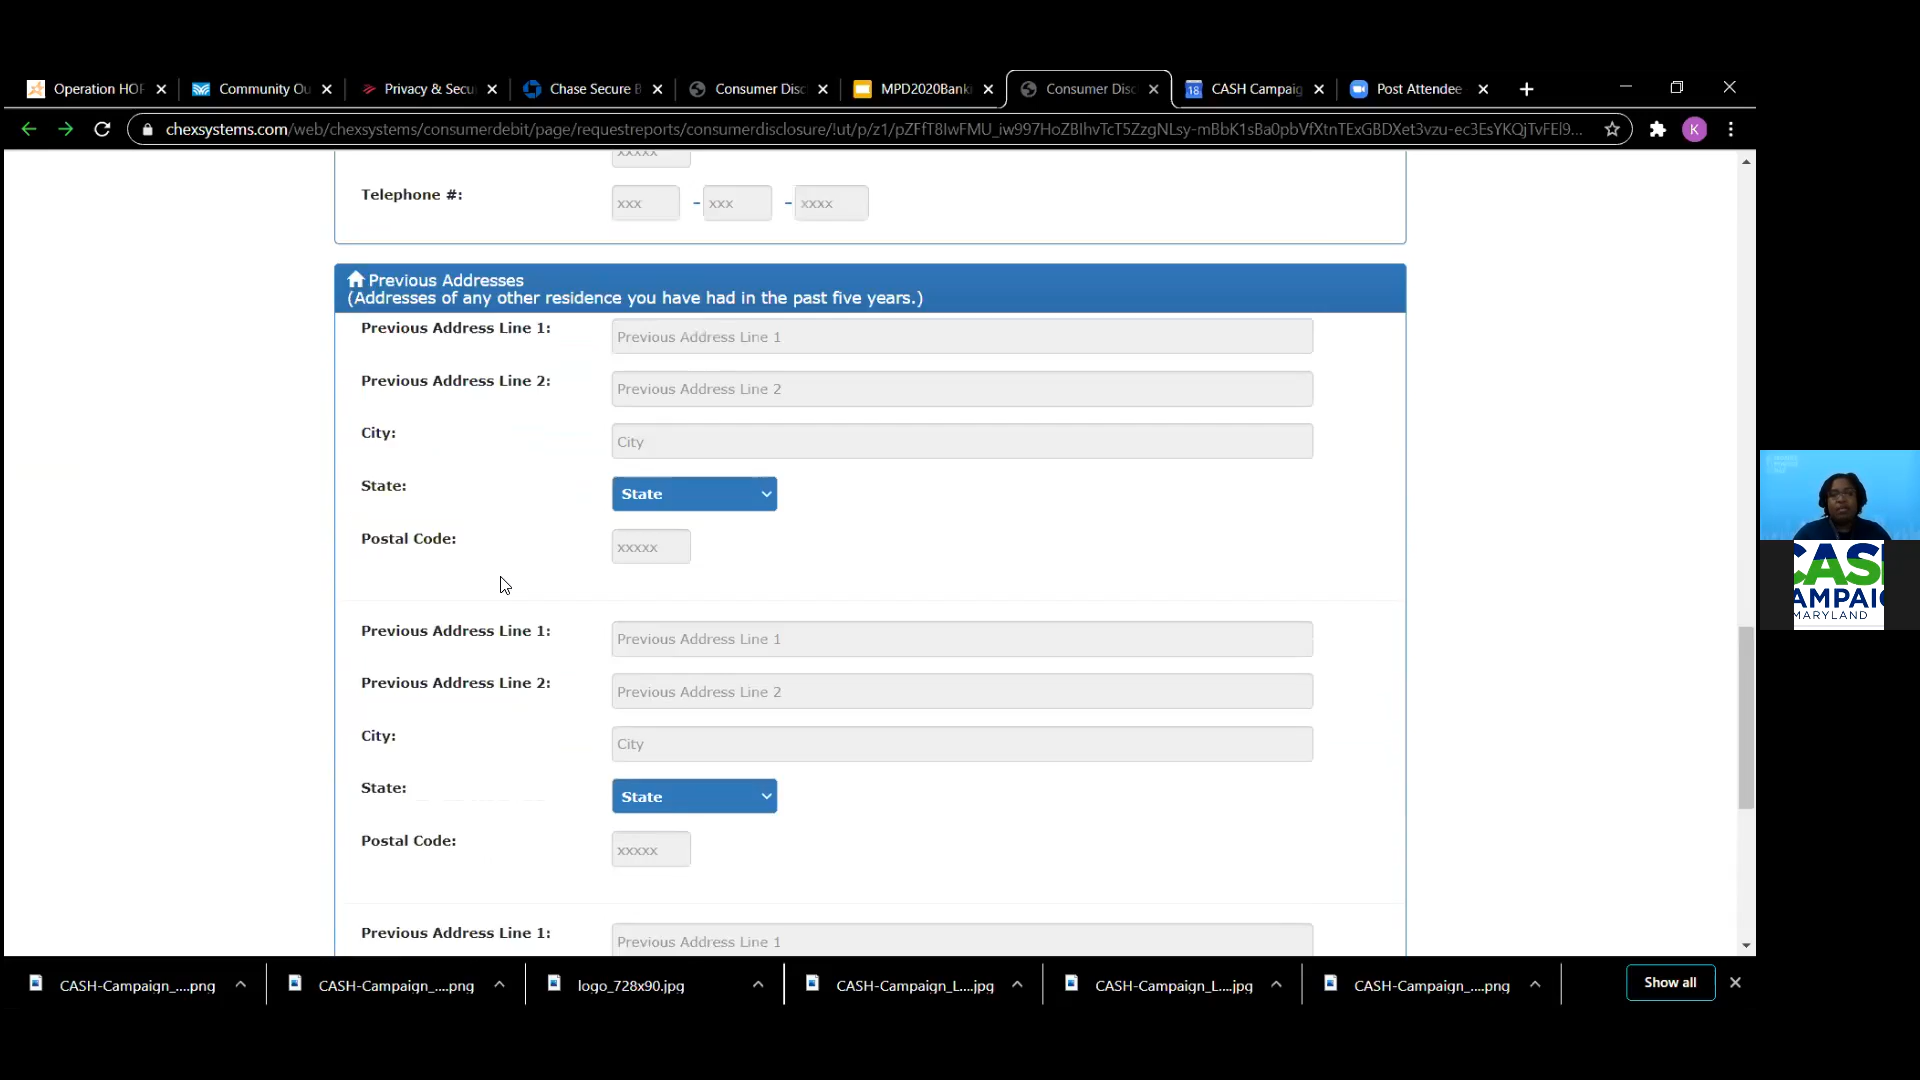 Operation HOP
Community Ou
Privacy & Secu
Chase Secure B
Consumer Disc
MPD2020Bank
Consumer Disc
CASH Campaig
Post Attendee
chexsystems.com/web/chexsystems/consumerdebit/page/requestreports/consumerdisclosure/!ut/p/z1/pZFfT8IwFMU_iw997HoZBIhvTcT5ZzgNLsy-mBbK1sBa0pbVfXtnTExGBDXet3vzu-ec3EsYKQjTvFEl9...
K
xxxxx
Telephone #:
xxx - xxx - xxxx
Previous Addresses
(Addresses of any other residence you have had in the past five years.)
Previous Address Line 1:
Previous Address Line 1
Previous Address Line 2:
Previous Address Line 2
City:
City
State:
State
Postal Code:
xxxxx
Previous Address Line 1:
Previous Address Line 1
Previous Address Line 2:
Previous Address Line 2
City:
City
State:
State
Postal Code:
xxxxx
Previous Address Line 1:
Previous Address Line 1
CAS
AMPAI
MARYLAND
CASH-Campaign_....png
CASH-Campaign_....png
logo_728x90.jpg
CASH-Campaign_L....jpg
CASH-Campaign_L....jpg
CASH-Campaign_....png
Show all